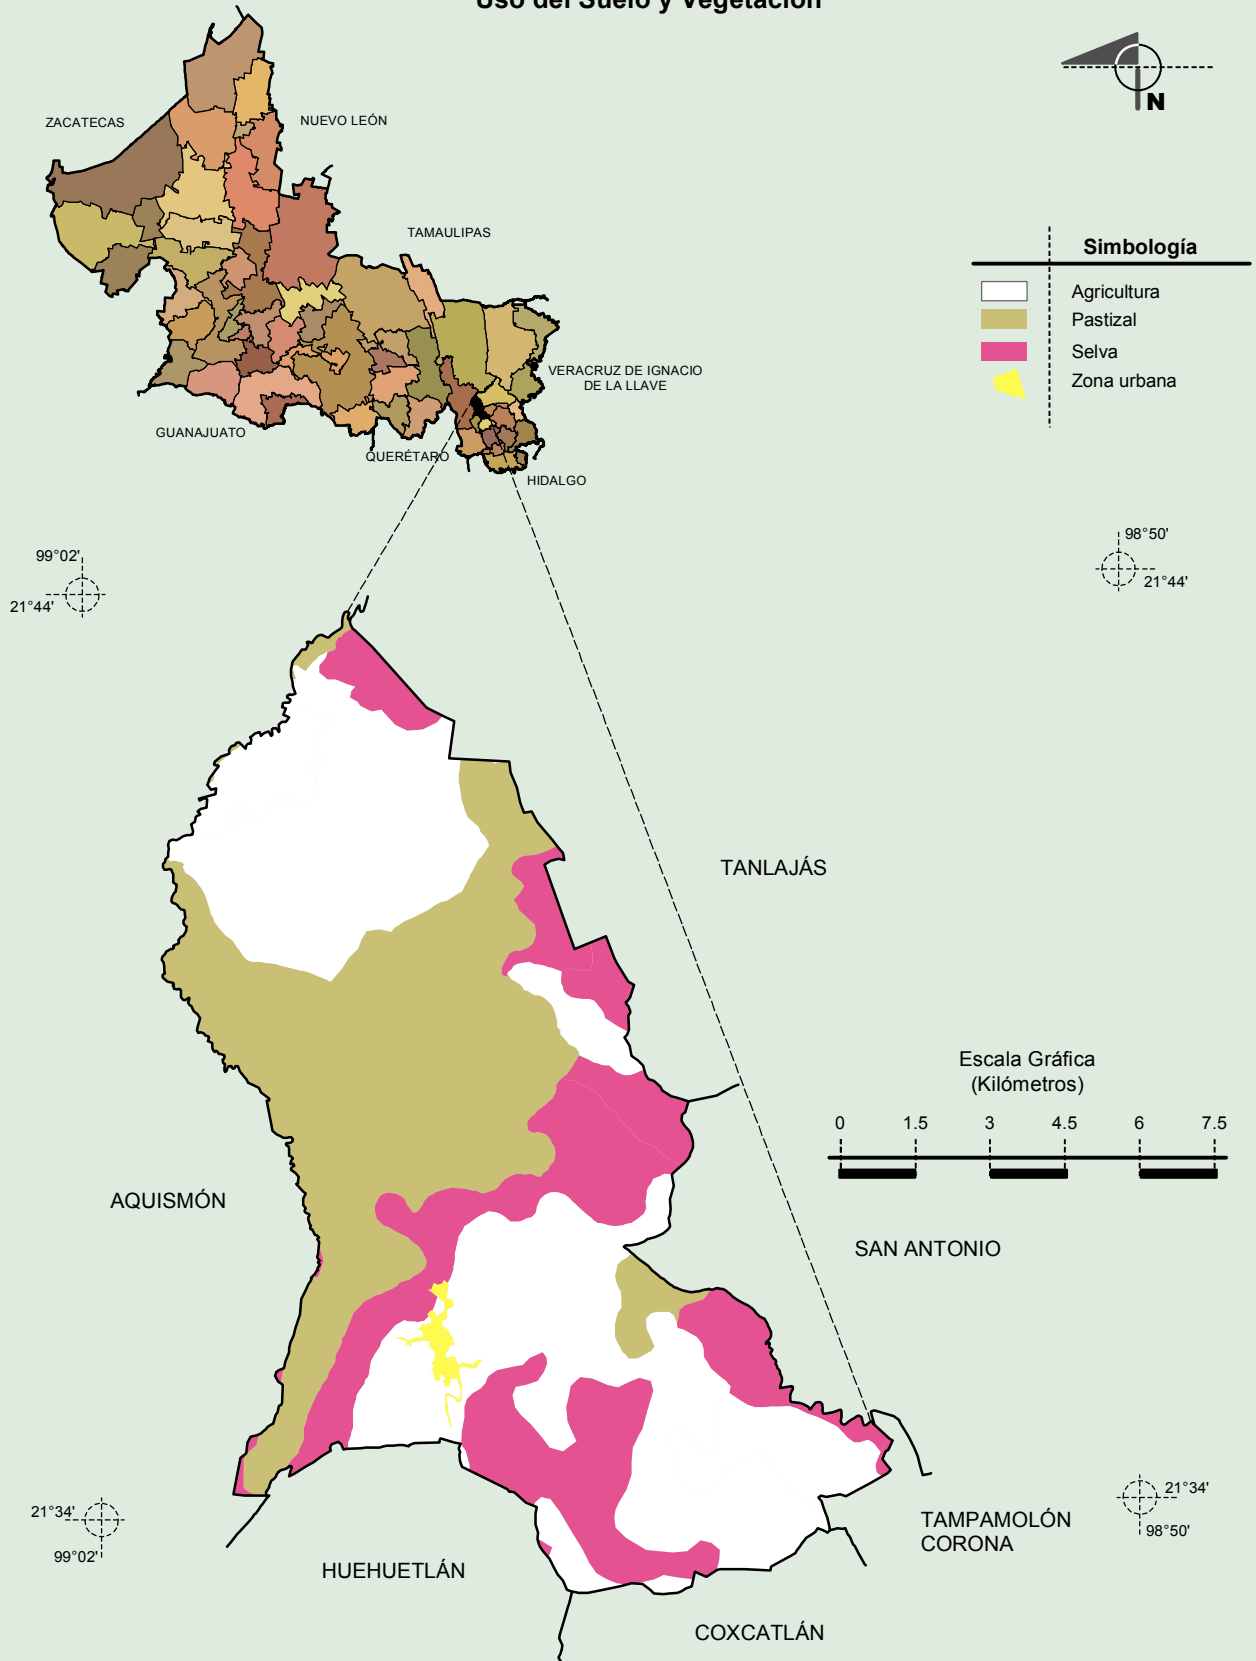 Uso del Suelo y Vegetación
N
ZACATECAS
NUEVO LEÓN
TAMAULIPAS
VERACRUZ DE IGNACIO
DE LA LLAVE
GUANAJUATO
QUERÉTARO
HIDALGO
Simbología
Agricultura
Pastizal
Selva
Zona urbana
99°02'
21°44'
98°50'
21°44'
TANLAJÁS
Escala Gráfica
(Kilómetros)
0 1.5 3 4.5 6 7.5
AQUISMÓN
SAN ANTONIO
21°34'
99°02'
21°34'
98°50'
TAMPAMOLÓN
CORONA
HUEHUETLÁN
COXCATLÁN